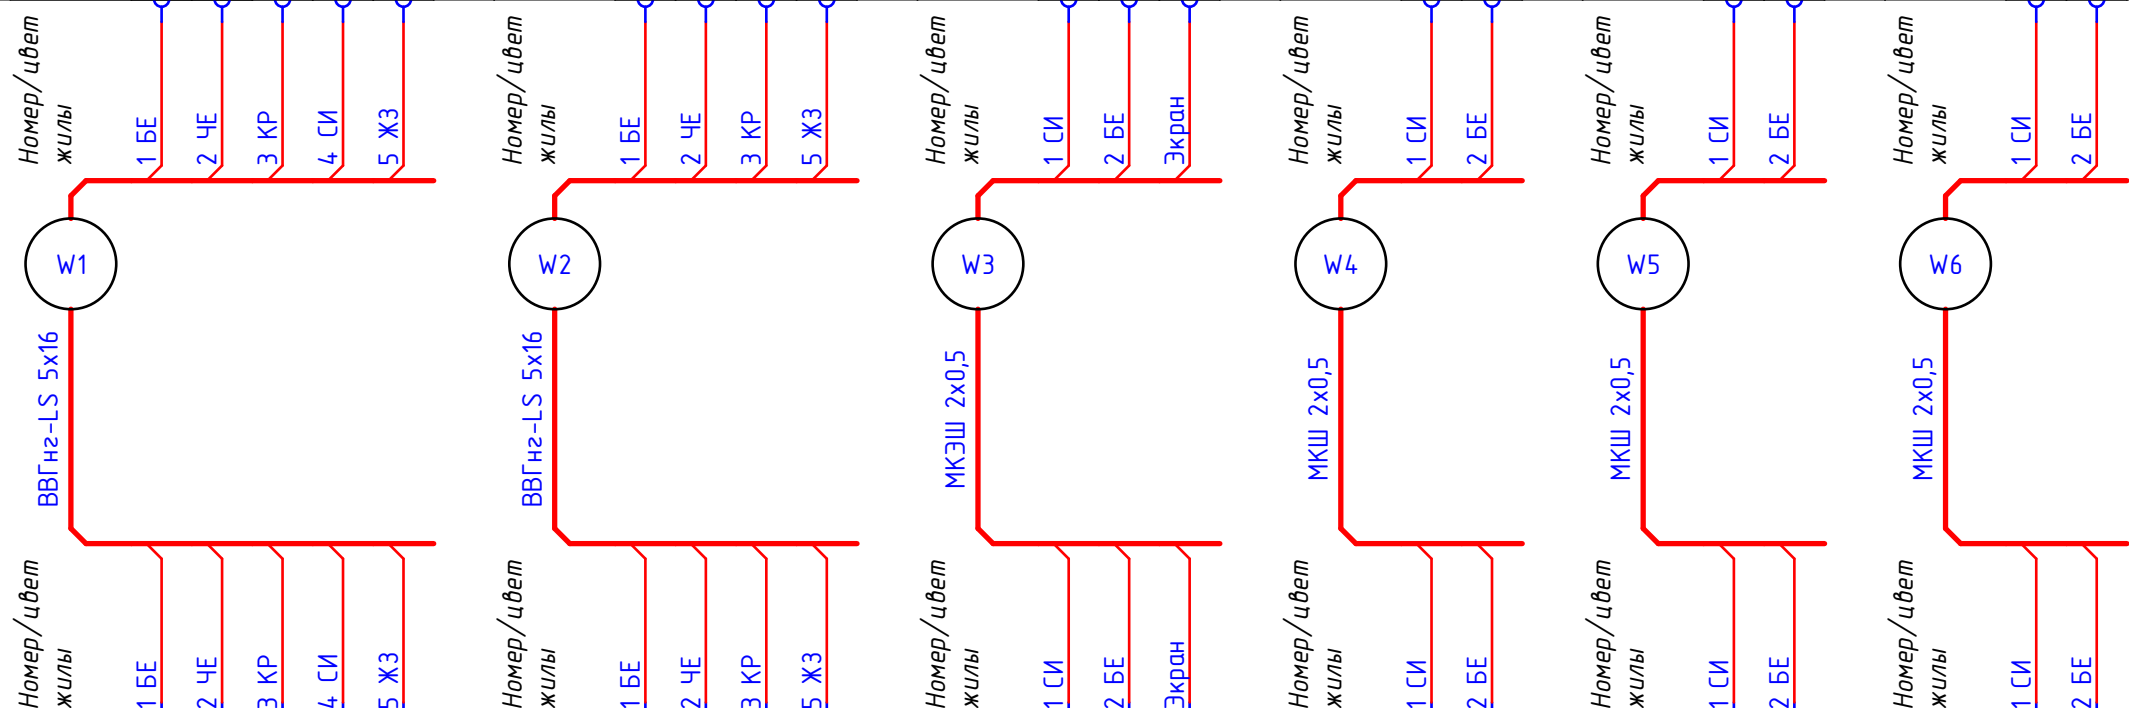 Номер/цвет
жилы
1 БЕ
2 ЧЕ
3 КР
4 СИ
5 ЖЗ
Номер/цвет
жилы
1 БЕ
2 ЧЕ
3 КР
5 ЖЗ
Номер/цвет
жилы
1 СИ
2 БЕ
Экран
Номер/цвет
жилы
1 СИ
2 БЕ
Номер/цвет
жилы
1 СИ
2 БЕ
Номер/цвет
жилы
1 СИ
2 БЕ
W1
W2
W3
W4
W5
W6
ВВГнг-LS 5х16
ВВГнг-LS 5х16
МКЭШ 2х0,5
МКШ 2х0,5
МКШ 2х0,5
МКШ 2х0,5
Номер/цвет
жилы
1 БЕ
2 ЧЕ
3 КР
4 СИ
5 ЖЗ
Номер/цвет
жилы
1 БЕ
2 ЧЕ
3 КР
5 ЖЗ
Номер/цвет
жилы
1 СИ
2 БЕ
Экран
Номер/цвет
жилы
1 СИ
2 БЕ
Номер/цвет
жилы
1 СИ
2 БЕ
Номер/цвет
жилы
1 СИ
2 БЕ